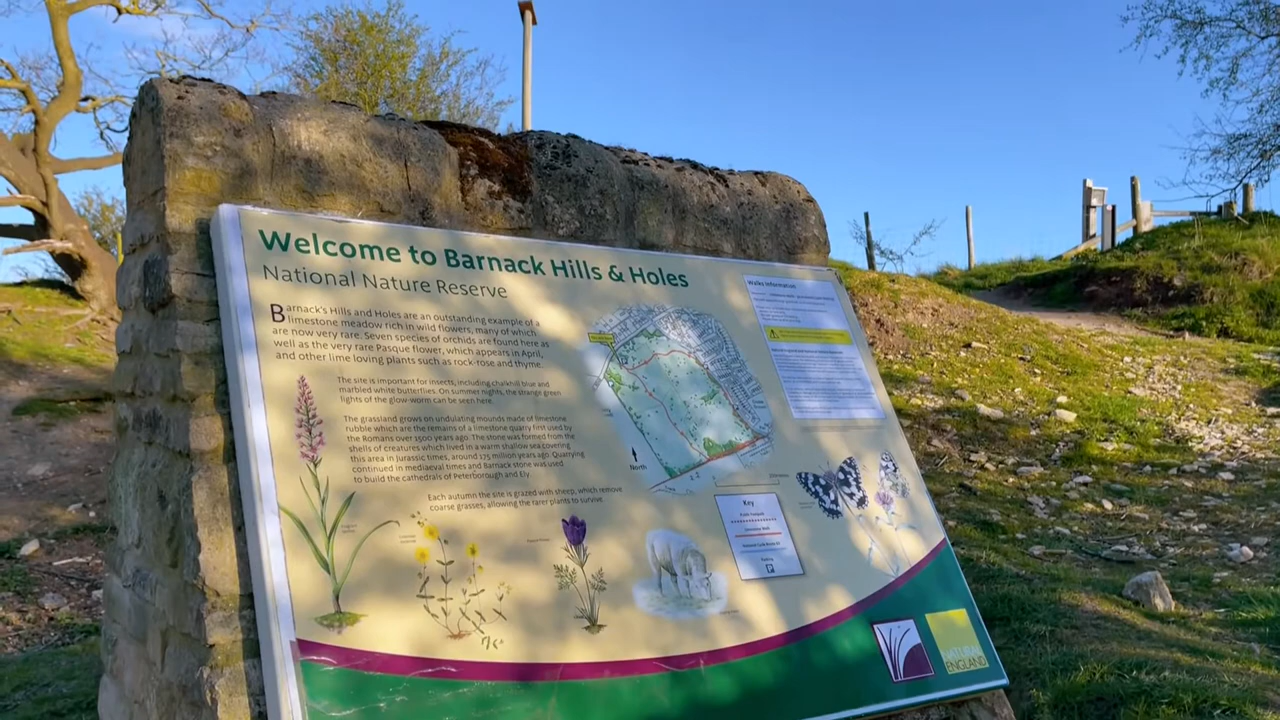 Welcome to Barnack Hills & Holes
National Nature Reserve
Barnack's Hills and Holes are an outstanding example of a
limestone meadow rich in wild flowers, many of which
are now very rare. Seven species of orchids are found here as
well as the very rare Pasque flower, which appears in April,
and other lime loving plants such as rock-rose and thyme.
The site is important for insects, including chalkhill blue and
marbled white butterflies. On summer nights, the strange green
lights of the glow-worm can be seen here.
The grassland grows on undulating mounds made of limestone
rubble which are the remains of a limestone quarry first used by
the Romans over 1500 years ago. The stone was formed from the
shells of creatures which lived in a warm shallow sea covering
this area in Jurassic times, around 175 million years ago. Quarrying
continued in mediaeval times and Barnack stone was used
to build the cathedrals of Peterborough and Ely.
Each autumn the site is grazed with sheep, which remove
coarse grasses, allowing the rarer plants to survive.
North
Walks Information
Key
Public Footpath
Limestone Walk
Parking
P
NATURAL
ENGLAND